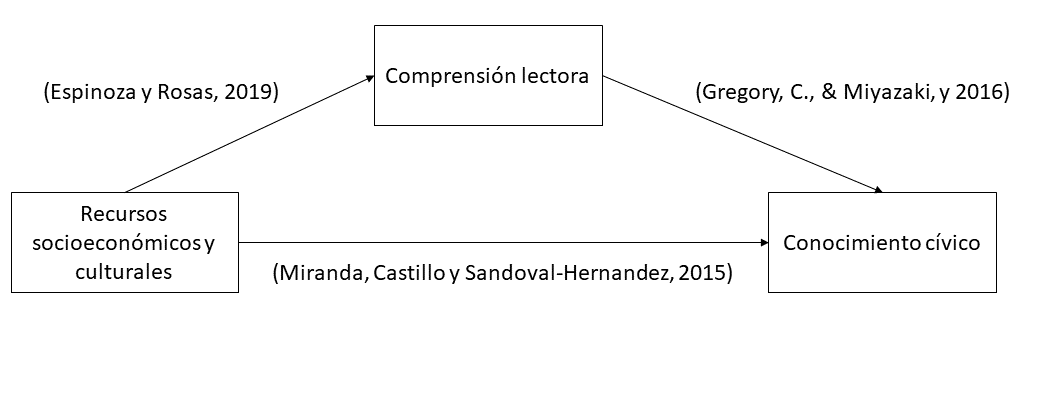 Comprensión lectora
(Espinoza y Rosas, 2019)
(Gregory, C., & Miyazaki, y 2016)
Recursos
socioeconómicos y
culturales
Conocimiento cívico
(Miranda, Castillo y Sandoval-Hernandez, 2015)